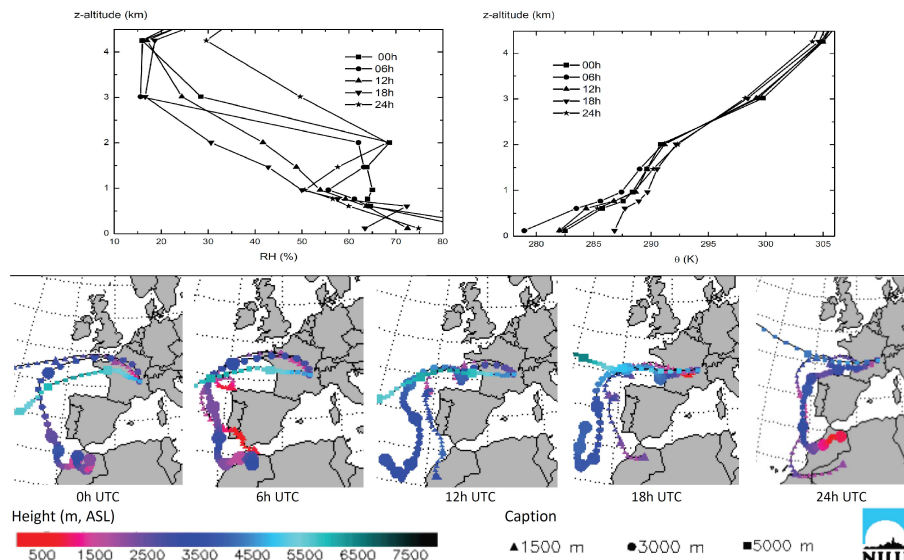 z-altitude (km)
z-altitude (km)
4
3
2
1
0
00h
06h
12h
18h
24h
10 20 30 40 50 60 70 80
RH (%)
4
3
2
1
0
00h
06h
12h
18h
24h
280 285 290 295 300 305
θ (K)
0h UTC
6h UTC
12h UTC
18h UTC
24h UTC
Height (m, ASL)
500 1500 2500 3500 4500 5500 6500 7500
Caption
1500 m
3000 m
5000 m
NILU